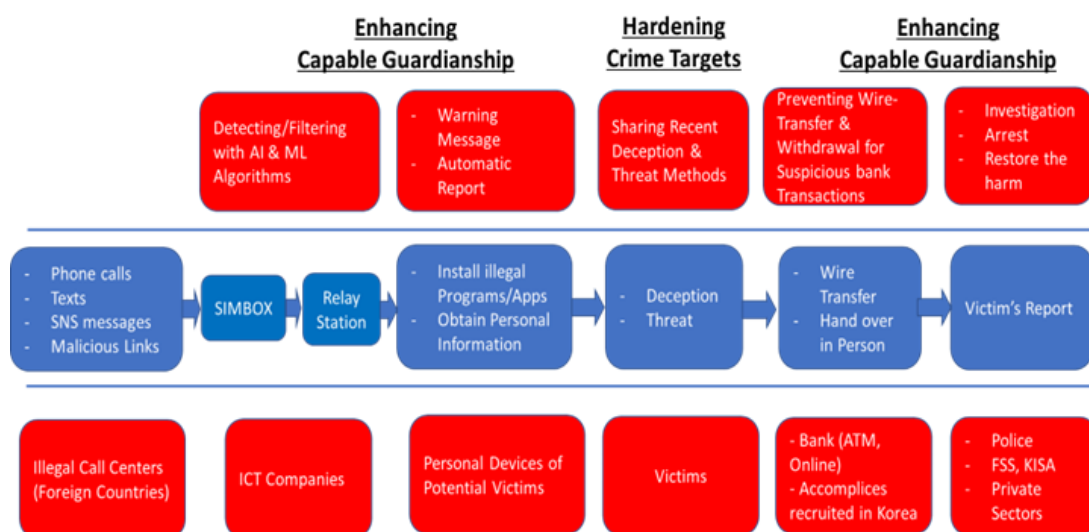 Enhancing
Capable Guardianship
Hardening
Crime Targets
Enhancing
Capable Guardianship
Detecting/Filtering
with AI & ML
Algorithms
- Warning
Message
- Automatic
Report
Sharing Recent
Deception &
Threat Methods
Preventing Wire-
Transfer &
Withdrawal for
Suspicious bank
Transactions
- Investigation
- Arrest
- Restore the
harm
- Phone calls
- Texts
- SNS messages
- Malicious Links
SIMBOX
Relay
Station
- Install illegal
Programs/Apps
- Obtain Personal
Information
- Deception
- Threat
- Wire
Transfer
- Hand over
in Person
Victim's Report
Illegal Call Centers
(Foreign Countries)
ICT Companies
Personal Devices of
Potential Victims
Victims
- Bank (ATM,
Online)
- Accomplices
recruited in Korea
- Police
- FSS, KISA
- Private
Sectors